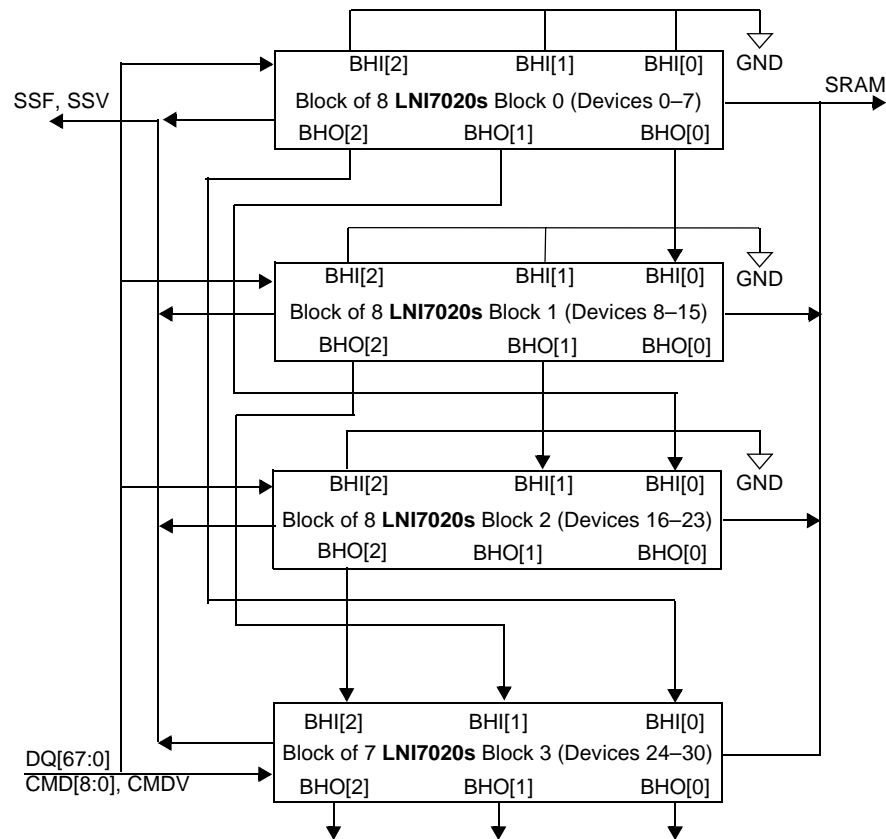 BHI[2] BHI[1] BHI[0] GND
SSF, SSV
Block of 8 LNI7020s Block 0 (Devices 0–7)
SRAM
BHO[2] BHO[1] BHO[0]
BHI[2] BHI[1] BHI[0] GND
Block of 8 LNI7020s Block 1 (Devices 8–15)
BHO[2] BHO[1] BHO[0]
BHI[2] BHI[1] BHI[0] GND
Block of 8 LNI7020s Block 2 (Devices 16–23)
BHO[2] BHO[1] BHO[0]
BHI[2] BHI[1] BHI[0]
DQ[67:0]
Block of 7 LNI7020s Block 3 (Devices 24–30)
CMD[8:0], CMDV
BHO[2] BHO[1] BHO[0]